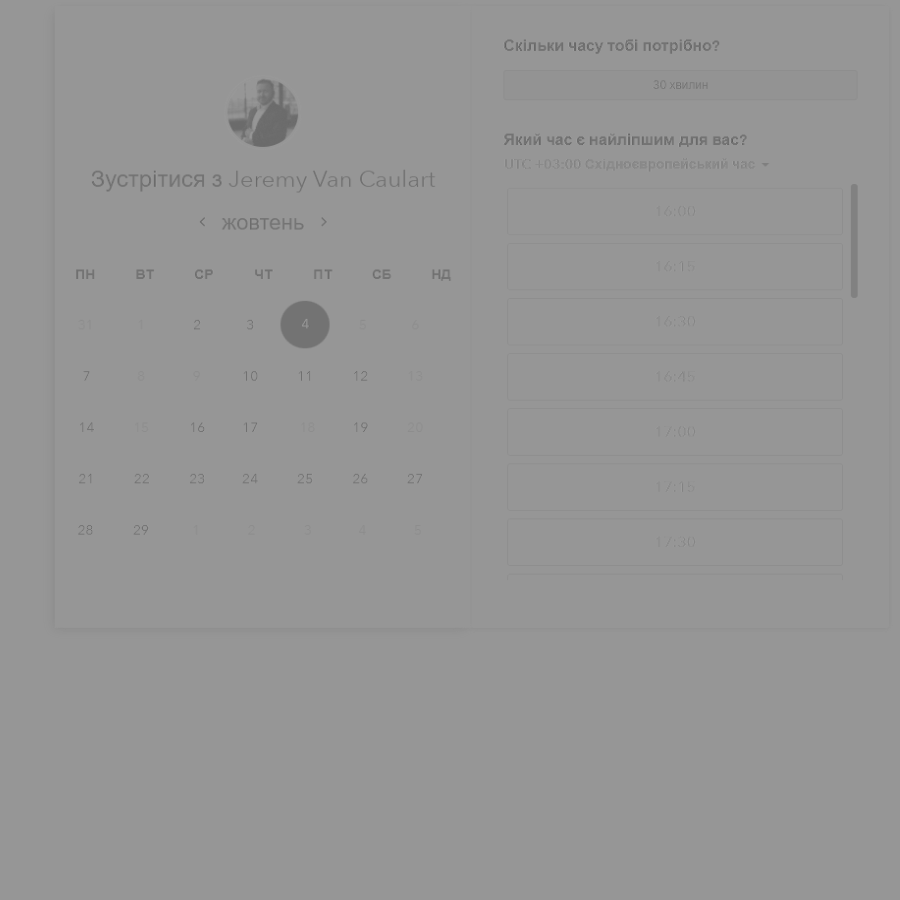 Зустрітися з Jeremy Van Caulart
жовтень
ПН ВТ СР ЧТ ПТ СБ НД
31 1 2 3 4 5 6
7 8 9 10 11 12 13
14 15 16 17 18 19 20
21 22 23 24 25 26 27
28 29 1 2 3 4 5
Скільки часу тобі потрібно?
30 хвилин
Який час є найліпшим для вас?
UTC +03:00 Східноєвропейський час
16:00
16:15
16:30
16:45
17:00
17:15
17:30